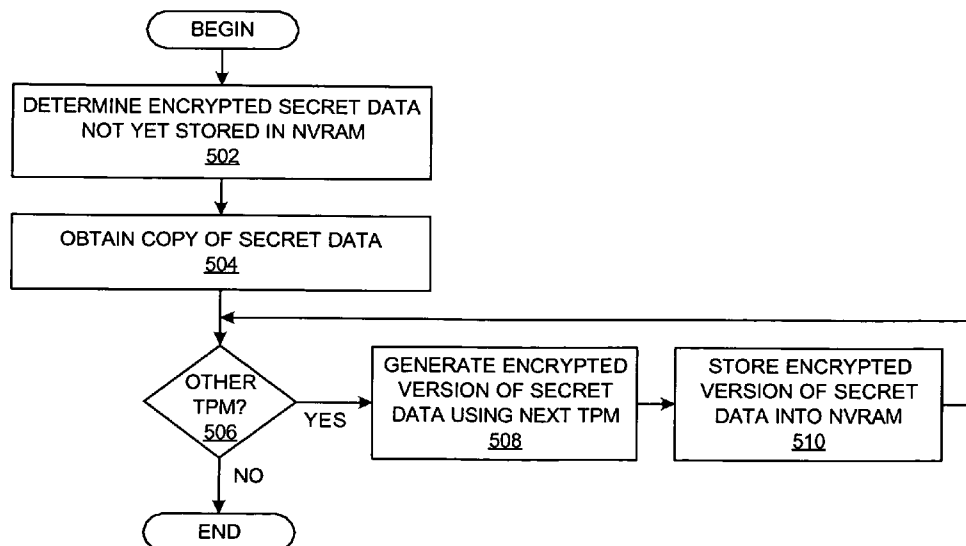 BEGIN
DETERMINE ENCRYPTED SECRET DATA
NOT YET STORED IN NVRAM
502
OBTAIN COPY OF SECRET DATA
504
OTHER
TPM?
506
YES
GENERATE ENCRYPTED
VERSION OF SECRET
DATA USING NEXT TPM
508
STORE ENCRYPTED
VERSION OF SECRET
DATA INTO NVRAM
510
NO
END